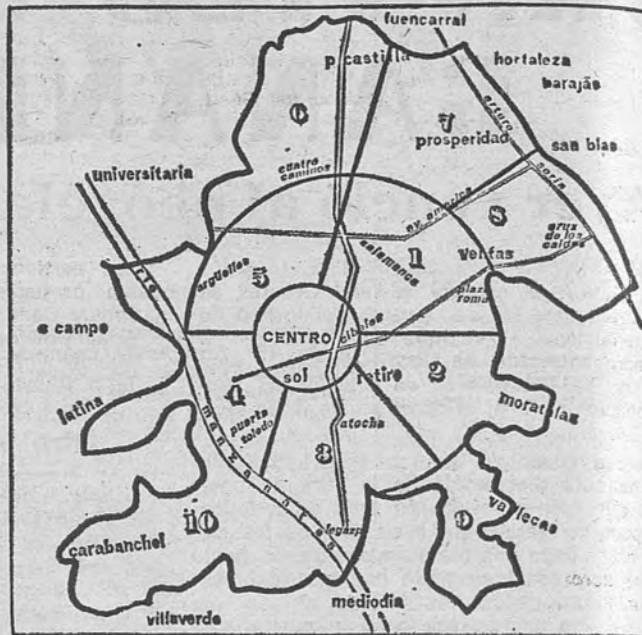 fuencarral
p. castilla
hortaleza
barajas
6
7
arturo
prosperidad
san blas
universitaria
cuatro
caminos
soria
av. america
8
cruz
de los
caidos
salamanca
1
ventas
argüelles
5
plaza
roma
rio
CENTRO
cibeles
c campo
sol
retiro
2
4
latina
puerta
toledo
moratalaz
atocha
manzanares
3
9
vallecas
10
legazpi
carabanchel
mediodia
villaverde